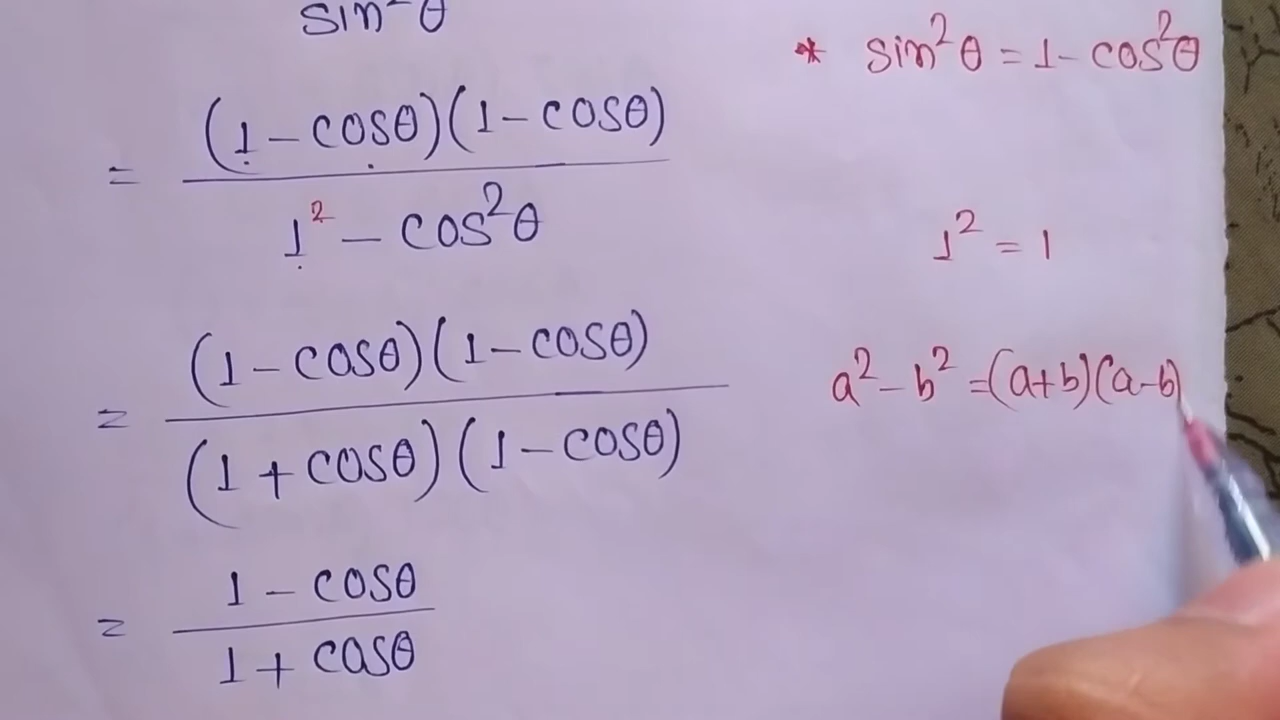 sin²θ
= (1-cosθ)(1-cosθ)
1² - cos²θ
= (1-cosθ)(1-cosθ)
(1+cosθ)(1-cosθ)
= 1-cosθ
1+cosθ
* sin²θ = 1-cos²θ
1² = 1
a²-b² =(a+b)(a-b)